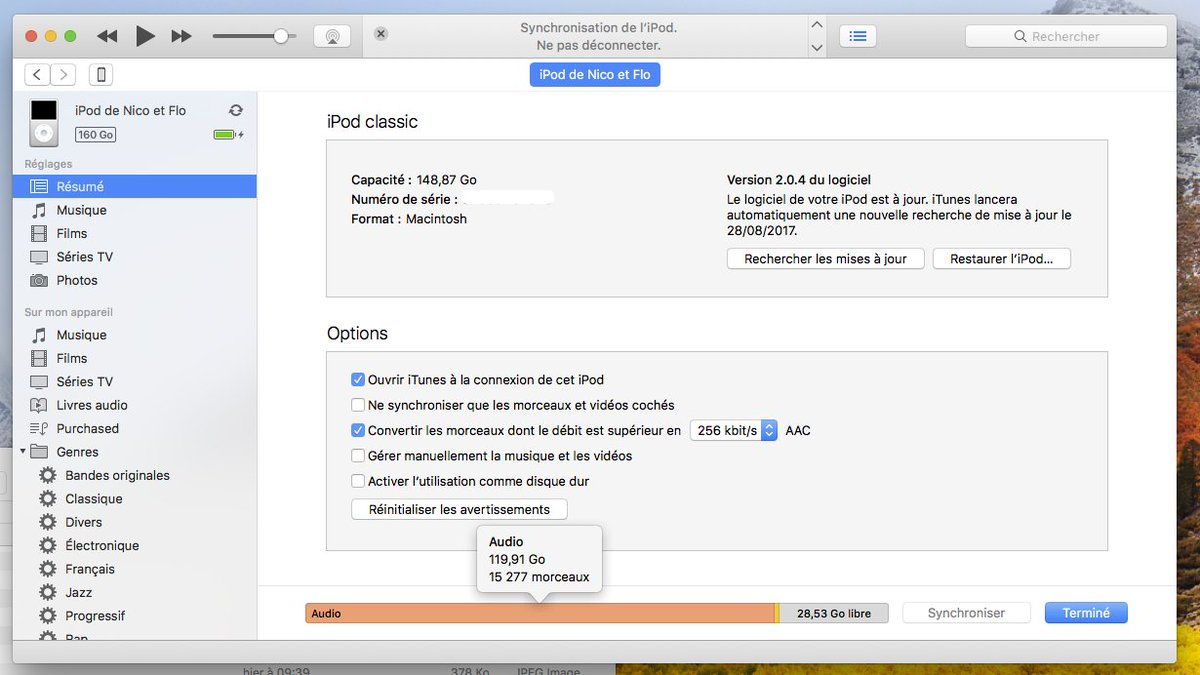 Synchronisation de l'iPod.
Ne pas déconnecter.
Rechercher
iPod de Nico et Flo
iPod de Nico et Flo
160 Go
Réglages
Résumé
Musique
Films
Séries TV
Photos
Sur mon appareil
Musique
Films
Séries TV
Livres audio
Purchased
Genres
Bandes originales
Classique
Divers
Électronique
Français
Jazz
Progressif
Rap
iPod classic
Capacité : 148,87 Go
Numéro de série :
Format : Macintosh
Version 2.0.4 du logiciel
Le logiciel de votre iPod est à jour. iTunes lancera
automatiquement une nouvelle recherche de mise à jour le
28/08/2017.
Rechercher les mises à jour
Restaurer l'iPod...
Options
Ouvrir iTunes à la connexion de cet iPod
Ne synchroniser que les morceaux et vidéos cochés
Convertir les morceaux dont le débit est supérieur en 256 kbit/s AAC
Gérer manuellement la musique et les vidéos
Activer l'utilisation comme disque dur
Réinitialiser les avertissements
Audio
119,91 Go
15 277 morceaux
Audio
28,53 Go libre
Synchroniser
Terminé
hier à 09:39 378 Ko JPEG Image